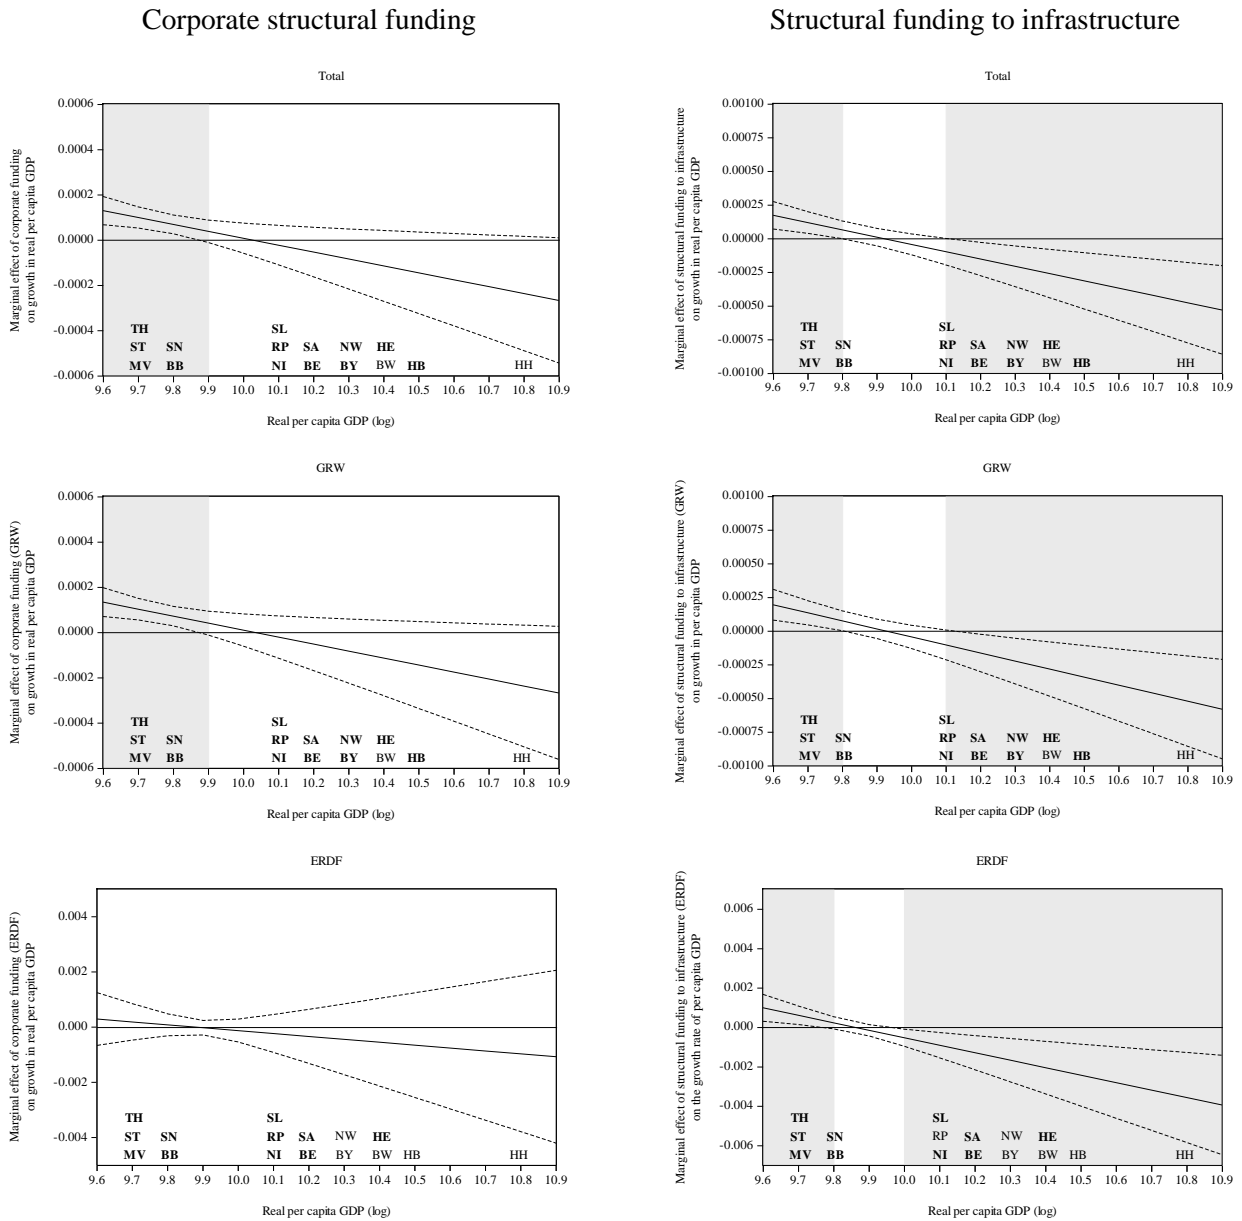 Corporate structural funding
Structural funding to infrastructure
Total
Marginal effect of corporate funding
on growth in real per capita GDP
0.0006
0.0004
0.0002
0.0000
-0.0002
-0.0004
-0.0006
TH SL
ST SN RP SA NW HE
MV BB NI BE BY BW HB HH
9.6 9.7 9.8 9.9 10.0 10.1 10.2 10.3 10.4 10.5 10.6 10.7 10.8 10.9
Real per capita GDP (log)
Total
Marginal effect of structural funding to infrastructure
on growth in real per capita GDP
0.00100
0.00075
0.00050
0.00025
0.00000
-0.00025
-0.00050
-0.00075
-0.00100
TH SL
ST SN RP SA NW HE
MV BB NI BE BY BW HB HH
9.6 9.7 9.8 9.9 10.0 10.1 10.2 10.3 10.4 10.5 10.6 10.7 10.8 10.9
Real per capita GDP (log)
GRW
Marginal effect of corporate funding (GRW)
on growth in real per capita GDP
0.0006
0.0004
0.0002
0.0000
-0.0002
-0.0004
-0.0006
TH SL
ST SN RP SA NW HE
MV BB NI BE BY BW HB HH
9.6 9.7 9.8 9.9 10.0 10.1 10.2 10.3 10.4 10.5 10.6 10.7 10.8 10.9
Real per capita GDP (log)
GRW
Marginal effect of structural funding to infrastructure (GRW)
on growth in per capita GDP
0.00100
0.00075
0.00050
0.00025
0.00000
-0.00025
-0.00050
-0.00075
-0.00100
TH SL
ST SN RP SA NW HE
MV BB NI BE BY BW HB HH
9.6 9.7 9.8 9.9 10.0 10.1 10.2 10.3 10.4 10.5 10.6 10.7 10.8 10.9
Real per capita GDP (log)
ERDF
Marginal effect of corporate funding (ERDF)
on growth in real per capita GDP
0.004
0.002
0.000
-0.002
-0.004
TH SL
ST SN RP SA NW HE
MV BB NI BE BY BW HB HH
9.6 9.7 9.8 9.9 10.0 10.1 10.2 10.3 10.4 10.5 10.6 10.7 10.8 10.9
Real per capita GDP (log)
ERDF
Marginal effect of structural funding to infrastructure (ERDF)
on the growth rate of per capita GDP
0.006
0.004
0.002
0.000
-0.002
-0.004
-0.006
TH SL
ST SN RP SA NW HE
MV BB NI BE BY BW HB HH
9.6 9.7 9.8 9.9 10.0 10.1 10.2 10.3 10.4 10.5 10.6 10.7 10.8 10.9
Real per capita GDP (log)